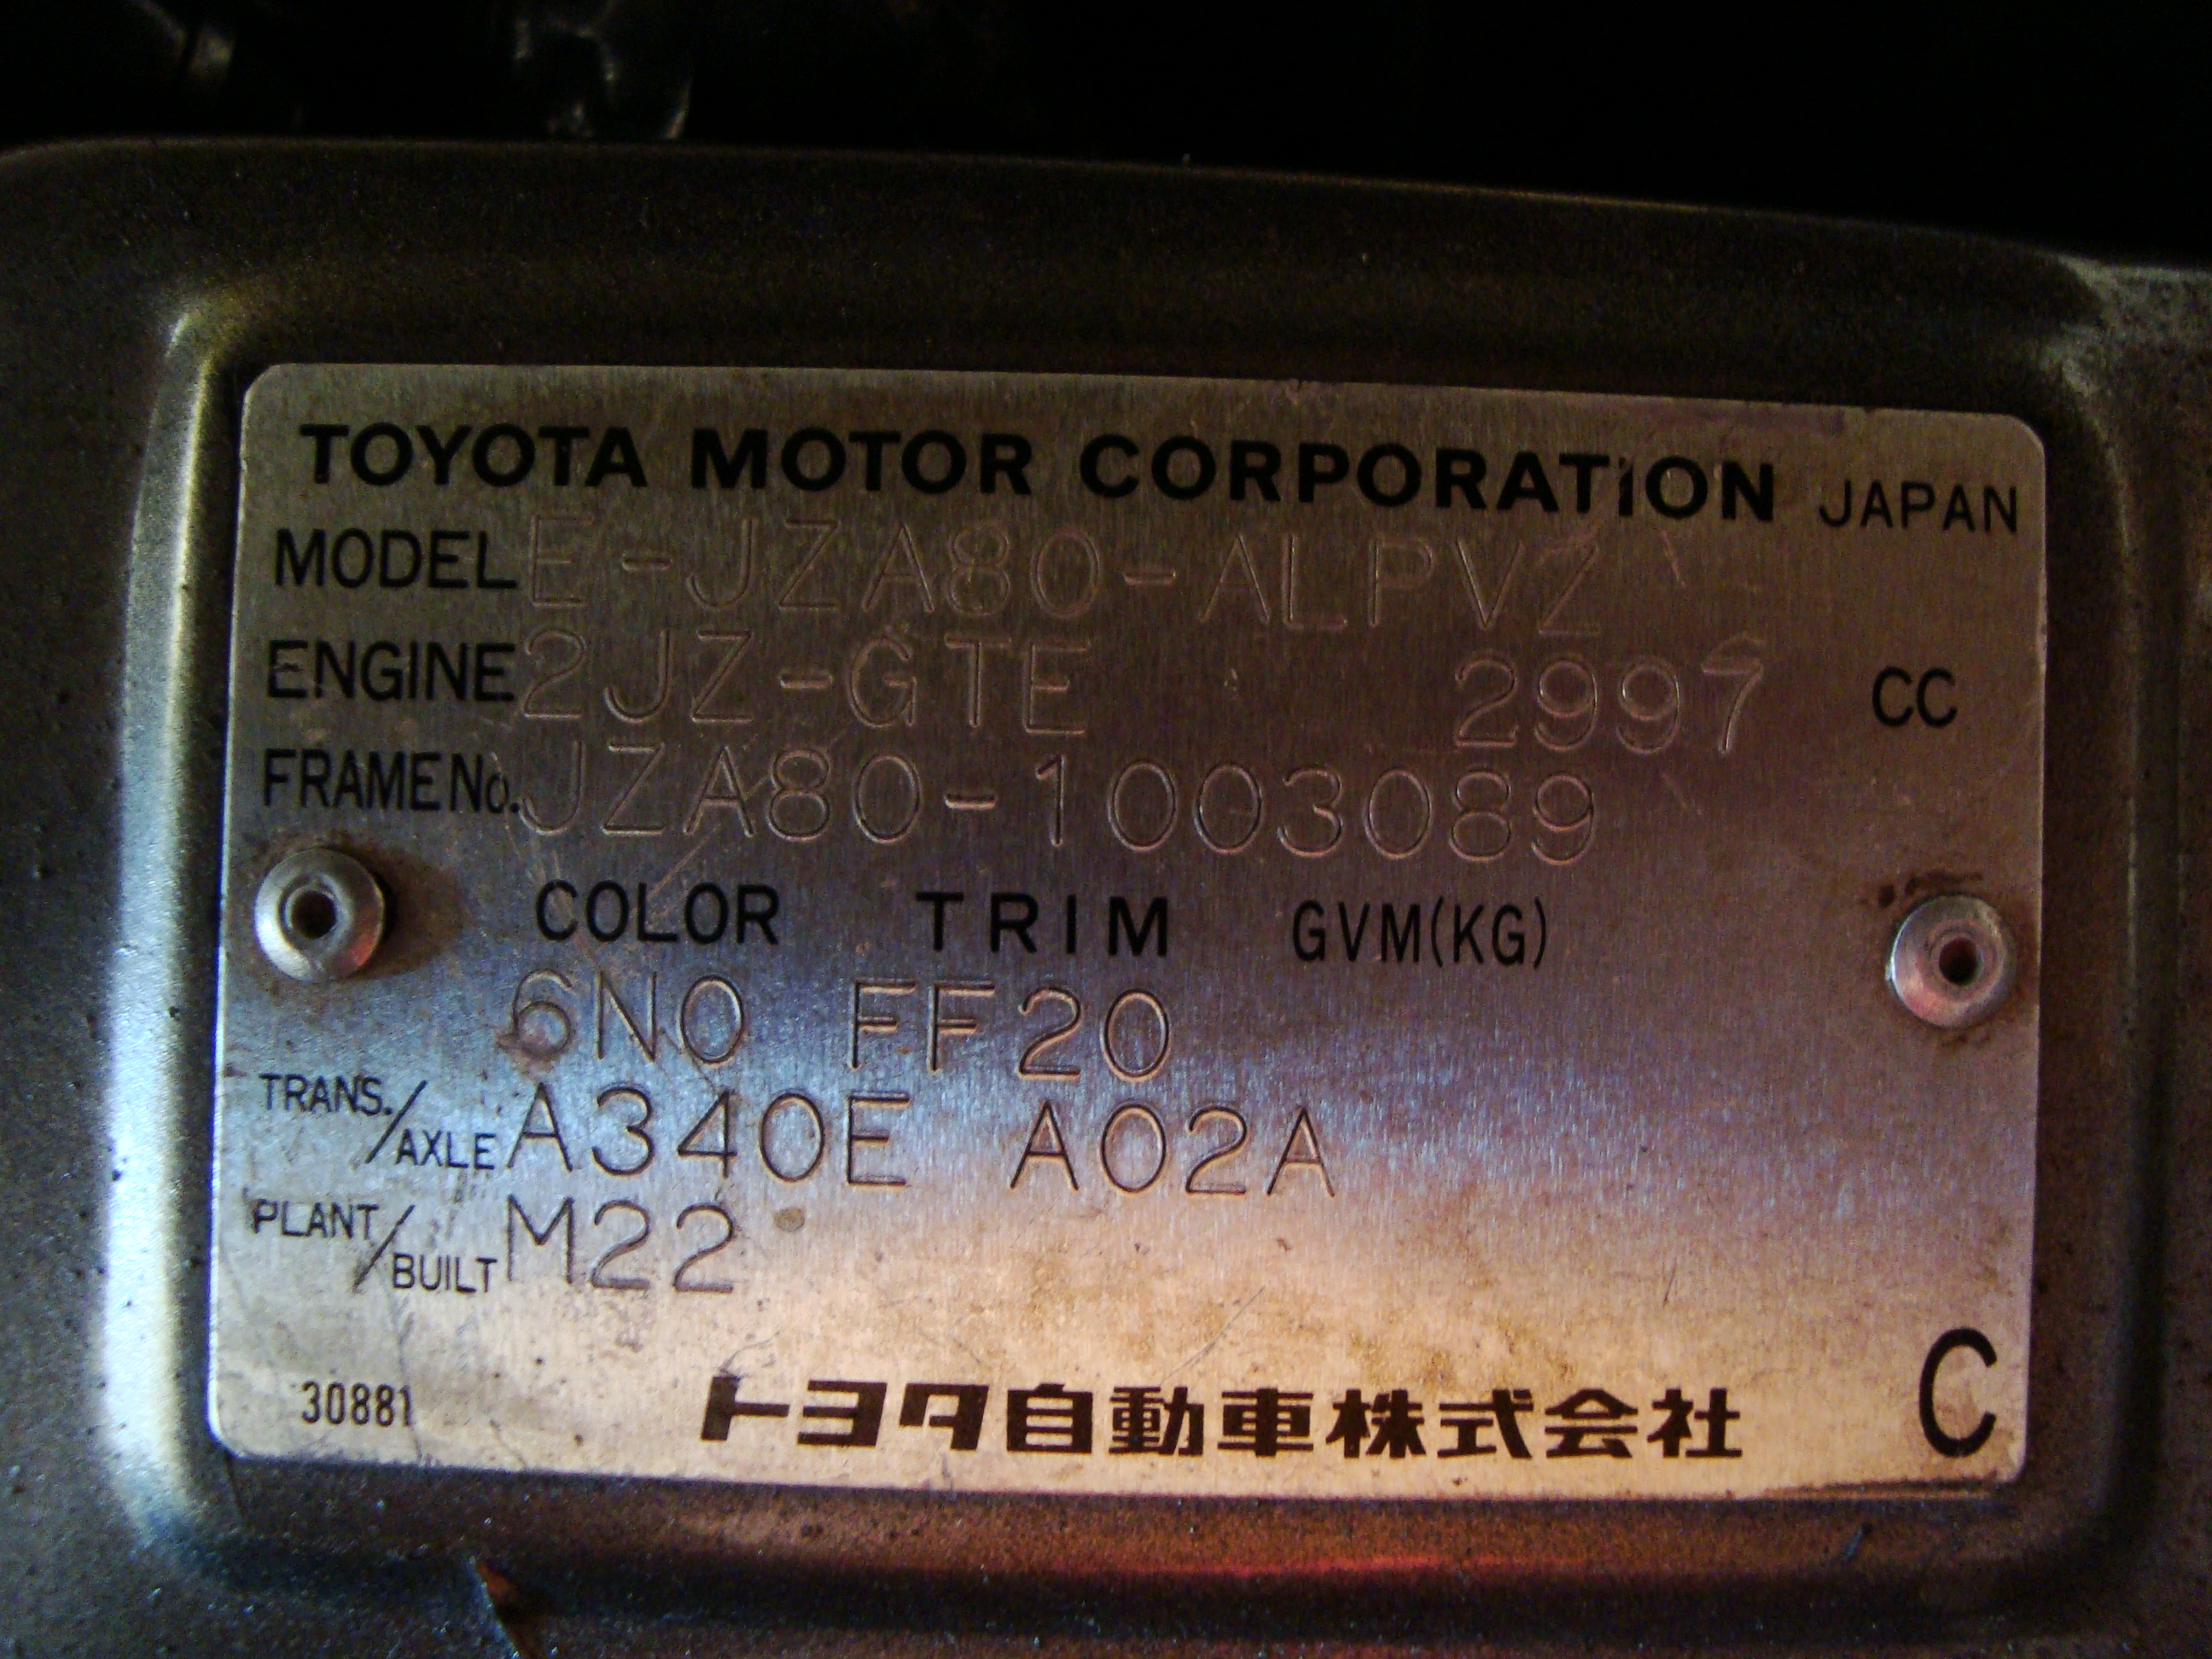 TOYOTA MOTOR CORPORATION JAPAN
MODEL E-JZA80-ALPVZ
ENGINE 2JZ-GTE 2997 CC
FRAME No. JZA80-1003089
COLOR TRIM GVM(KG)
6N0 FF20
TRANS./AXLE A340E A02A
PLANT/BUILT M22
30881 トヨタ自動車株式会社 C